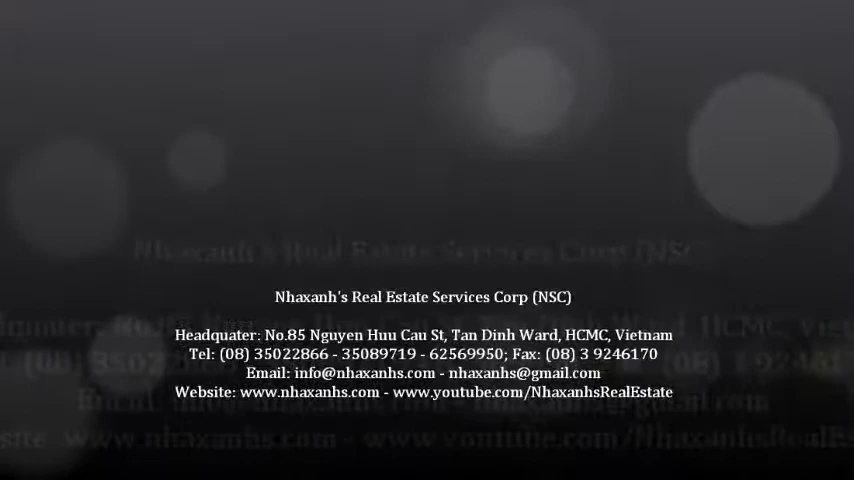 Nhaxanh's Real Estate Services Corp (NSC)
Headquater: No.85 Nguyen Huu Cau St, Tan Dinh Ward, HCMC, Vietnam
Tel: (08) 35022866 - 35089719 - 62569950; Fax: (08) 3 9246170
Email: info@nhaxanhs.com - nhaxanhs@gmail.com
Website: www.nhaxanhs.com - www.youtube.com/NhaxanhsRealEstate